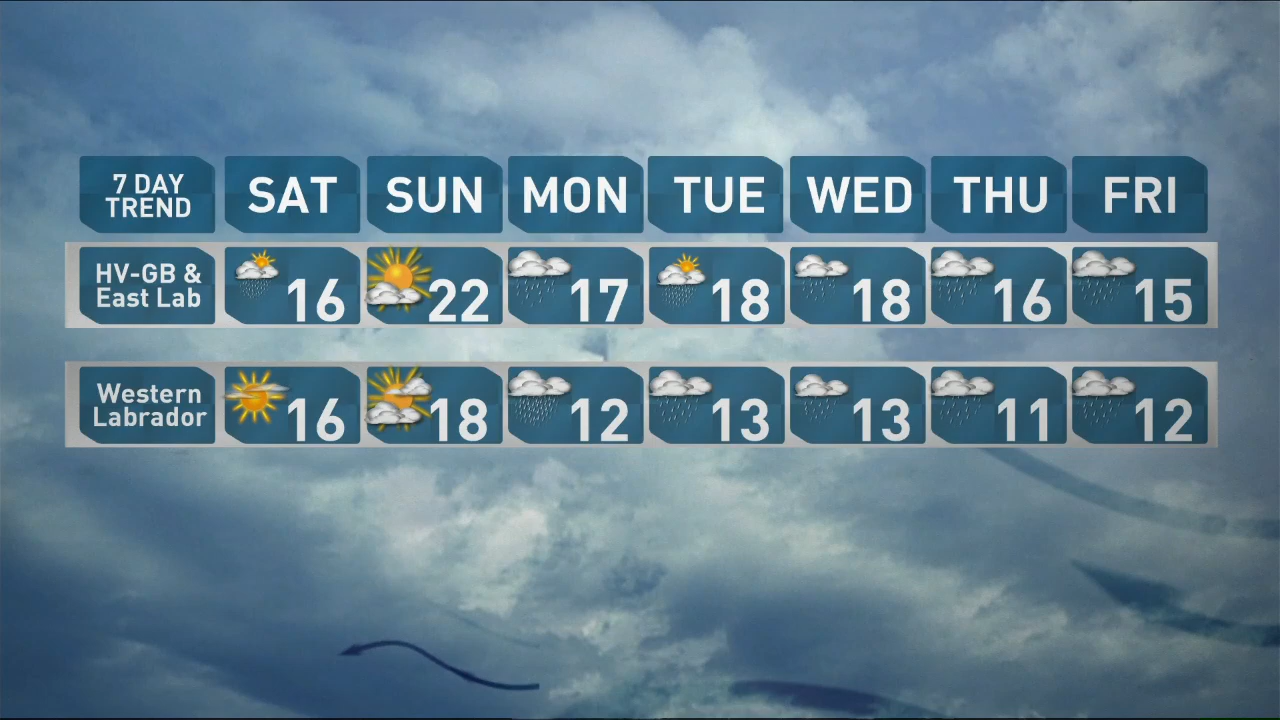 7 DAY
TREND
SAT SUN MON TUE WED THU FRI
HV-GB &
East Lab
16 22 17 18 18 16 15
Western
Labrador
16 18 12 13 13 11 12